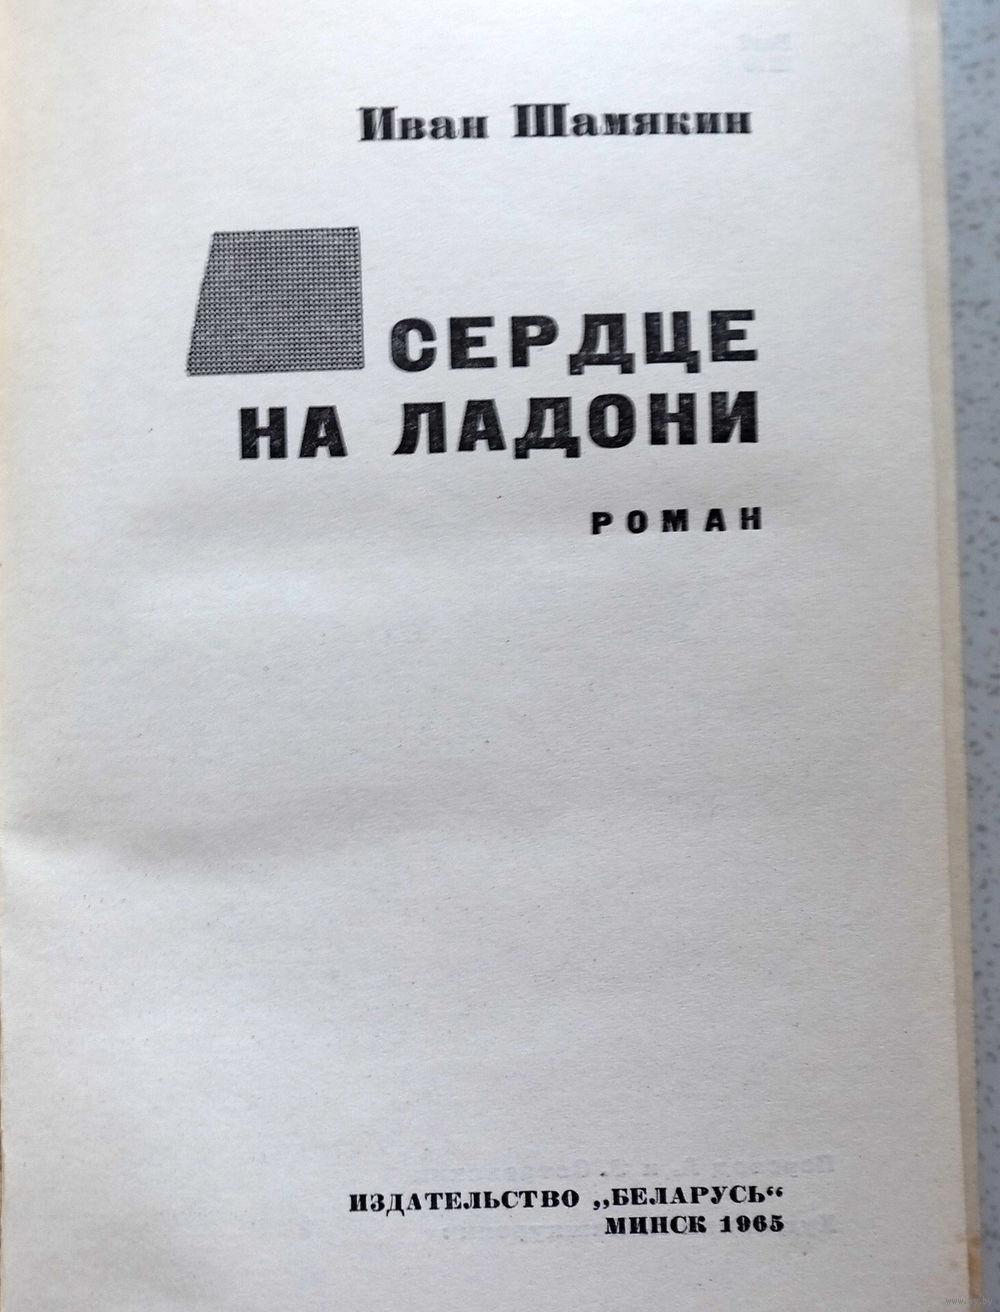 Иван Шамякин
СЕРДЦЕ
НА ЛАДОНИ
РОМАН
ИЗДАТЕЛЬСТВО „БЕЛАРУСЬ“
МИНСК 1965